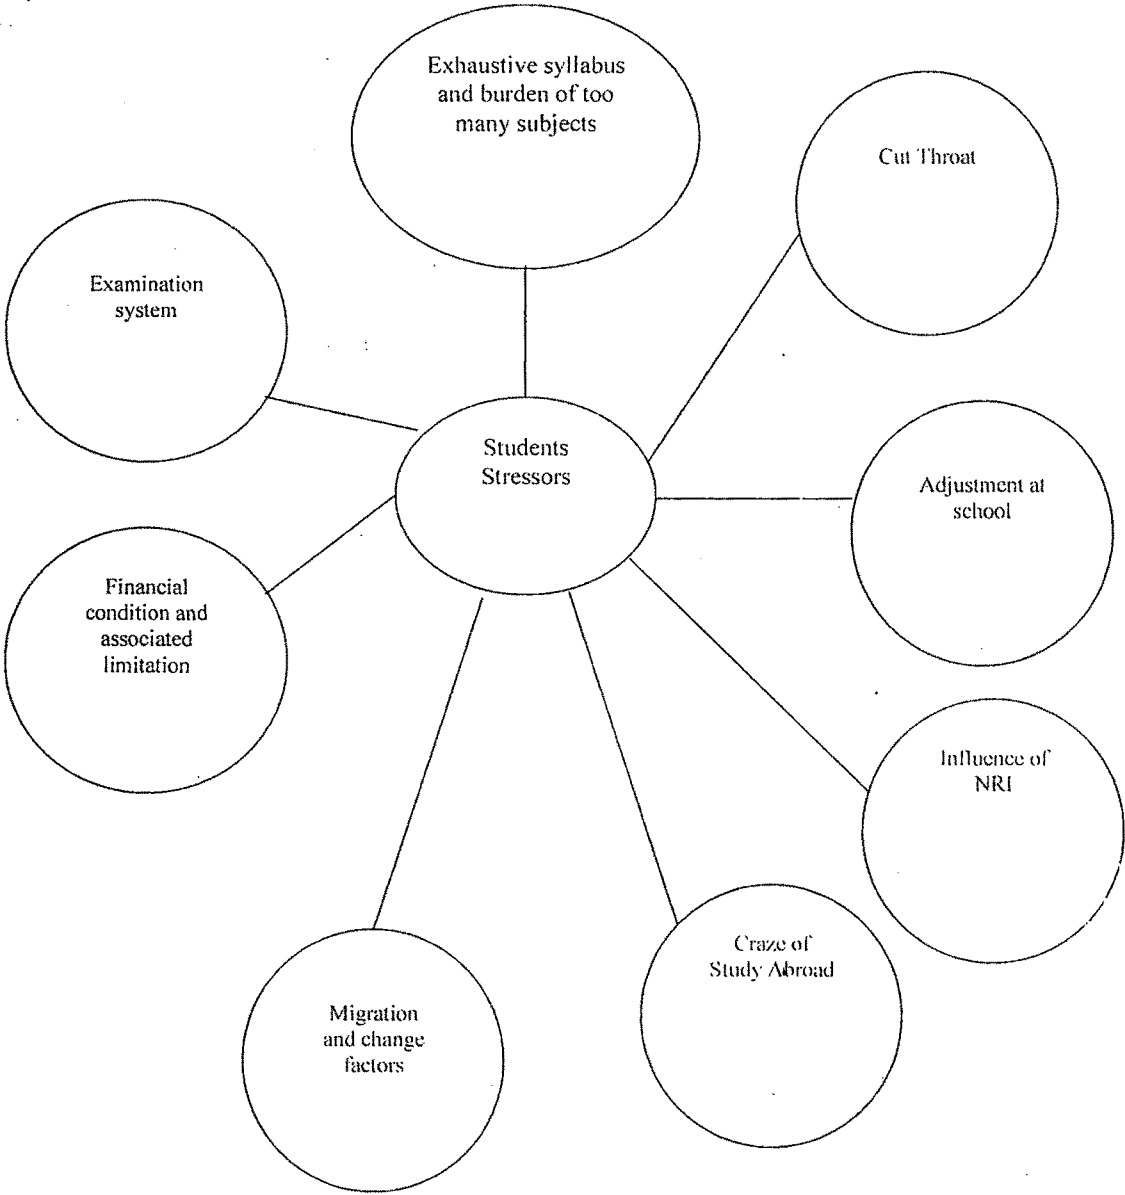 Exhaustive syllabus
and burden of too
many subjects
Cut Throat
Examination
system
Students
Stressors
Adjustment at
school
Financial
condition and
associated
limitation
Influence of
NRI
Craze of
Study Abroad
Migration
and change
factors